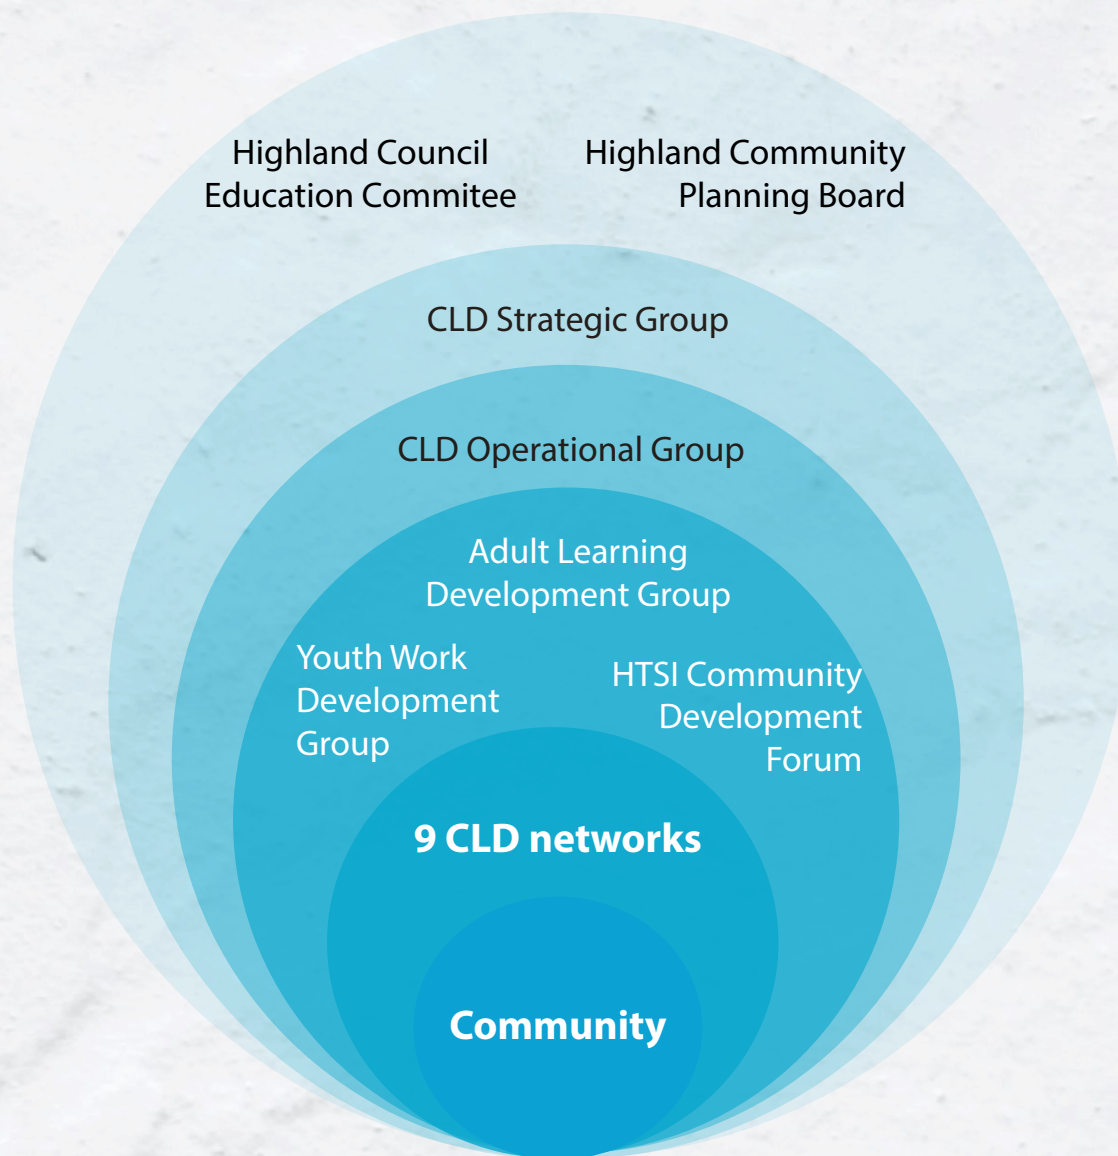 Highland Council
Education Commitee
Highland Community
Planning Board
CLD Strategic Group
CLD Operational Group
Adult Learning
Development Group
Youth Work
Development
Group
HTSI Community
Development
Forum
9 CLD networks
Community